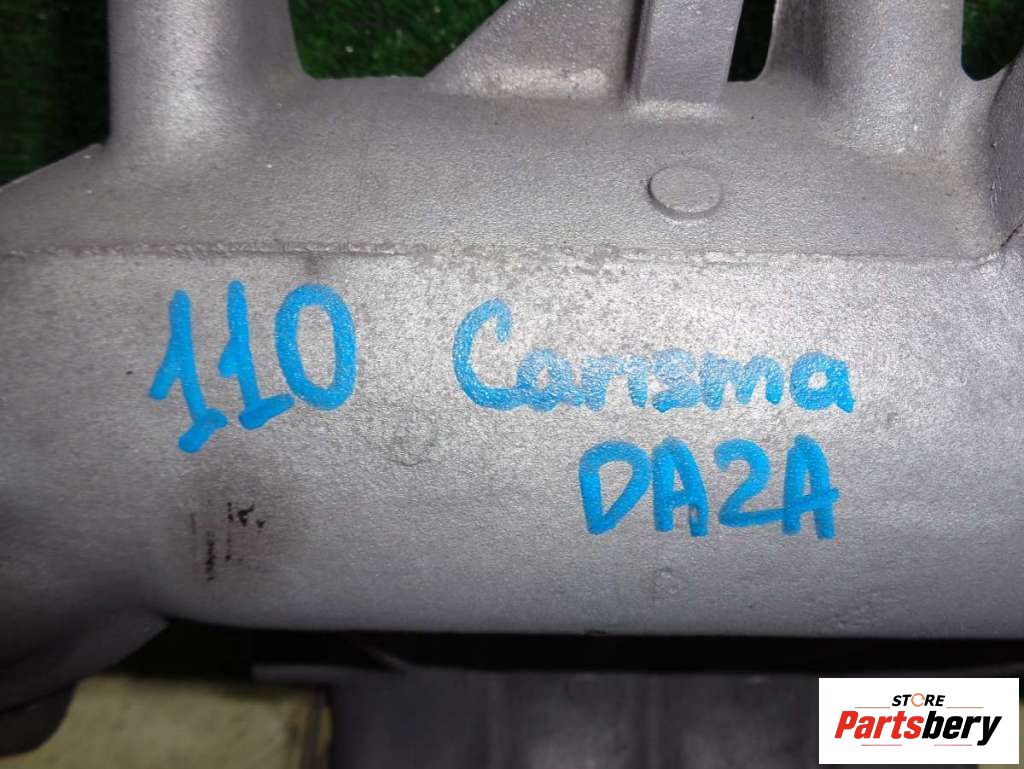 110 Carisma
DA2A
STORE
Partsbery